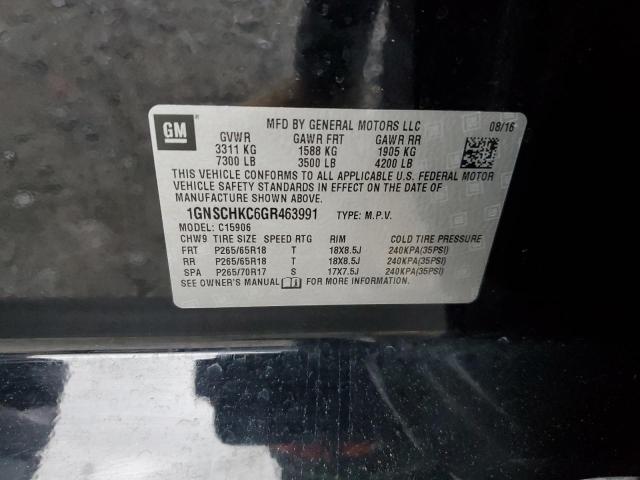 GM
MFD BY GENERAL MOTORS LLC 08/16
GVWR GAWR FRT GAWR RR
3311 KG 1588 KG 1905 KG
7300 LB 3500 LB 4200 LB
THIS VEHICLE CONFORMS TO ALL APPLICABLE U.S. FEDERAL MOTOR
VEHICLE SAFETY STANDARDS IN EFFECT ON THE DATE OF
MANUFACTURE SHOWN ABOVE.
1GNSCHKC6GR463991 TYPE: M.P.V.
MODEL: C15906
CHW9 TIRE SIZE SPEED RTG RIM COLD TIRE PRESSURE
FRT P265/65R18 T 18X8.5J 240KPA(35PSI)
RR P265/65R18 T 18X8.5J 240KPA(35PSI)
SPA P265/70R17 S 17X7.5J 240KPA(35PSI)
SEE OWNER'S MANUAL FOR MORE INFORMATION.